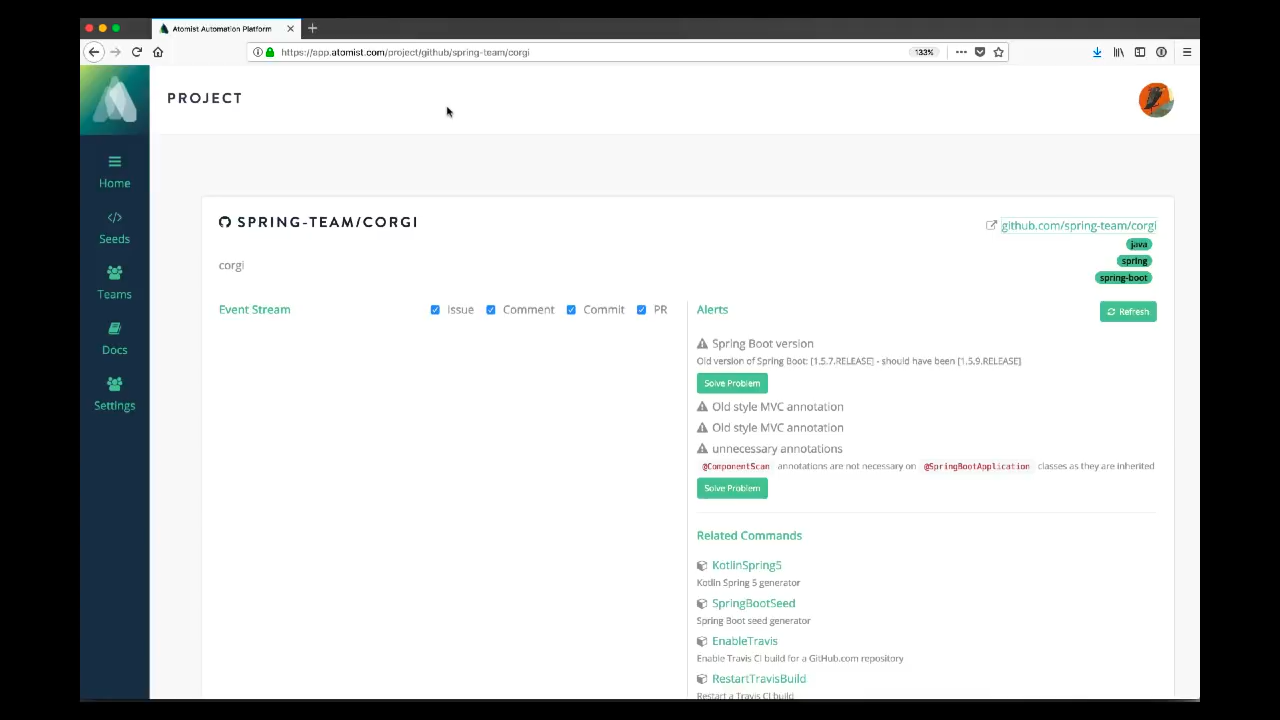 Atomist Automation Platform
https://app.atomist.com/project/github/spring-team/corgi
133%
PROJECT
Home
Seeds
Teams
Docs
Settings
SPRING-TEAM/CORGI
github.com/spring-team/corgi
java
spring
spring-boot
corgi
Event Stream
Issue Comment Commit PR
Alerts
Refresh
Spring Boot version
Old version of Spring Boot: [1.5.7.RELEASE] - should have been [1.5.9.RELEASE]
Solve Problem
Old style MVC annotation
Old style MVC annotation
unnecessary annotations
@ComponentScan annotations are not necessary on @SpringBootApplication classes as they are inherited
Solve Problem
Related Commands
KotlinSpring5
Kotlin Spring 5 generator
SpringBootSeed
Spring Boot seed generator
EnableTravis
Enable Travis CI build for a GitHub.com repository
RestartTravisBuild
Restart a Travis CI build